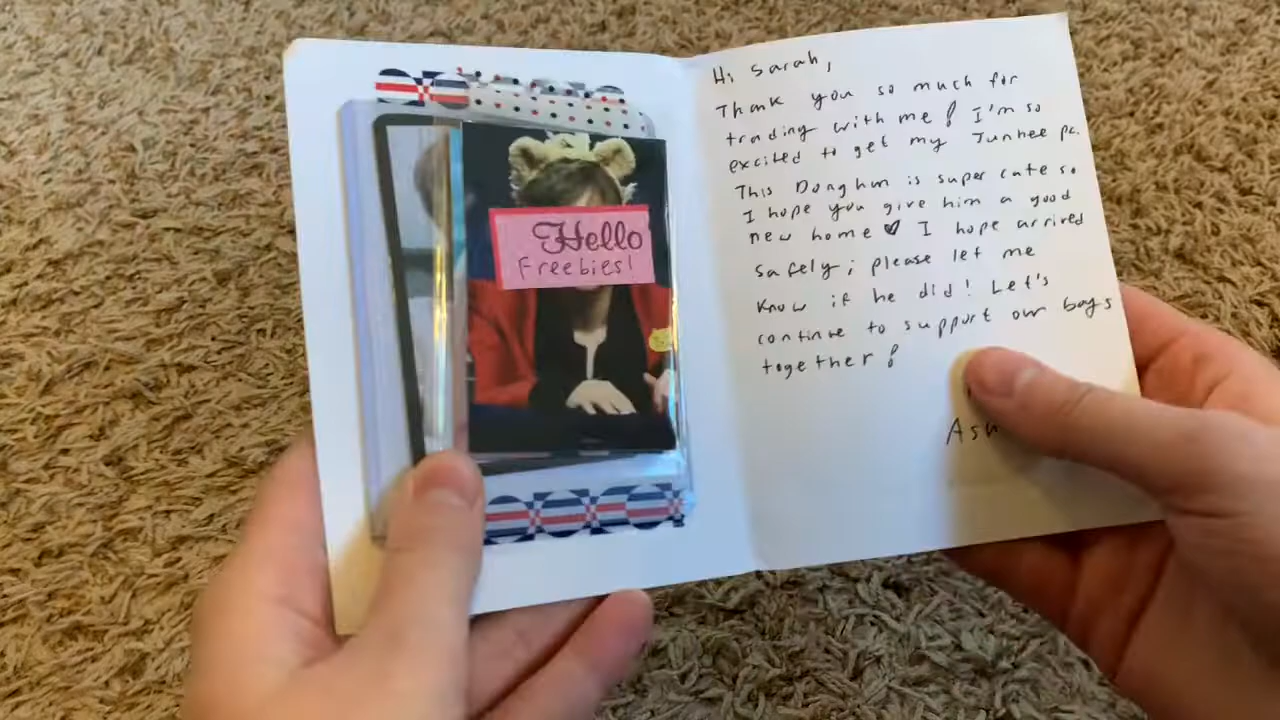 Hello
Freebies!
Hi Sarah,
Thank you so much for
trading with me! I'm so
excited to get my Junhee pc.
This Donghun is super cute so
I hope you give him a good
new home ♥ I hope arrived
safely; please let me
know if he did! Let's
continue to support our boys
together!